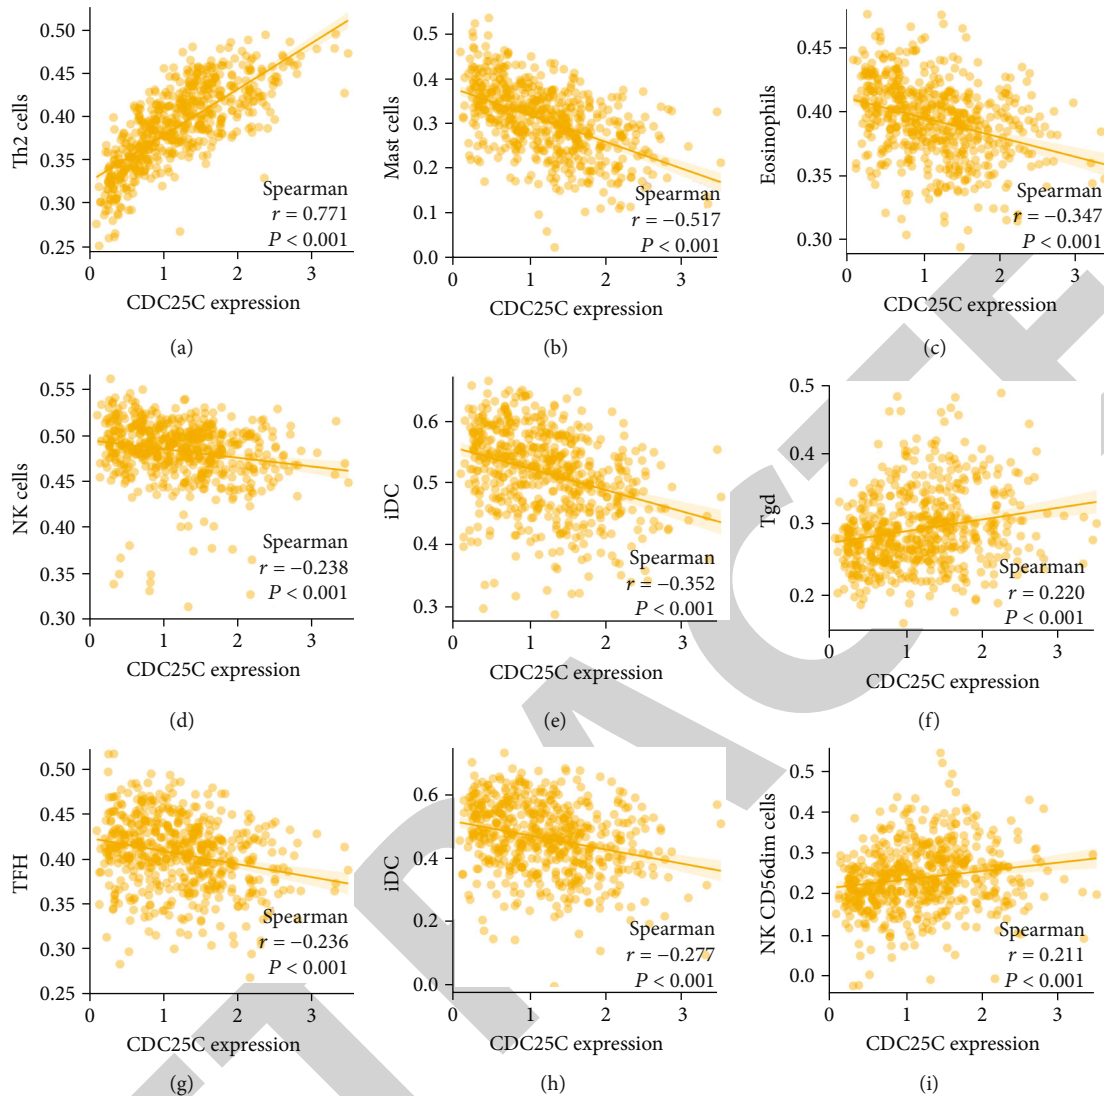 0.50
0.45
0.40
0.35
0.30
0.25
Th2 cells
Spearman
r = 0.771
P < 0.001
0 1 2 3
CDC25C expression
(a)
0.5
0.4
0.3
0.2
0.1
0.0
Mast cells
Spearman
r = −0.517
P < 0.001
0 1 2 3
CDC25C expression
(b)
0.45
0.40
0.35
0.30
Eosinophils
Spearman
r = −0.347
P < 0.001
0 1 2 3
CDC25C expression
(c)
0.55
0.50
0.45
0.40
0.35
0.30
NK cells
Spearman
r = −0.238
P < 0.001
0 1 2 3
CDC25C expression
(d)
0.6
0.5
0.4
0.3
iDC
Spearman
r = −0.352
P < 0.001
0 1 2 3
CDC25C expression
(e)
0.5
0.4
0.3
0.2
Tgd
Spearman
r = 0.220
P < 0.001
0 1 2 3
CDC25C expression
(f)
0.50
0.45
0.40
0.35
0.30
0.25
TFH
Spearman
r = −0.236
P < 0.001
0 1 2 3
CDC25C expression
(g)
0.6
0.4
0.2
0.0
iDC
Spearman
r = −0.277
P < 0.001
0 1 2 3
CDC25C expression
(h)
0.5
0.4
0.3
0.2
0.1
0.0
NK CD56dim cells
Spearman
r = 0.211
P < 0.001
0 1 2 3
CDC25C expression
(i)